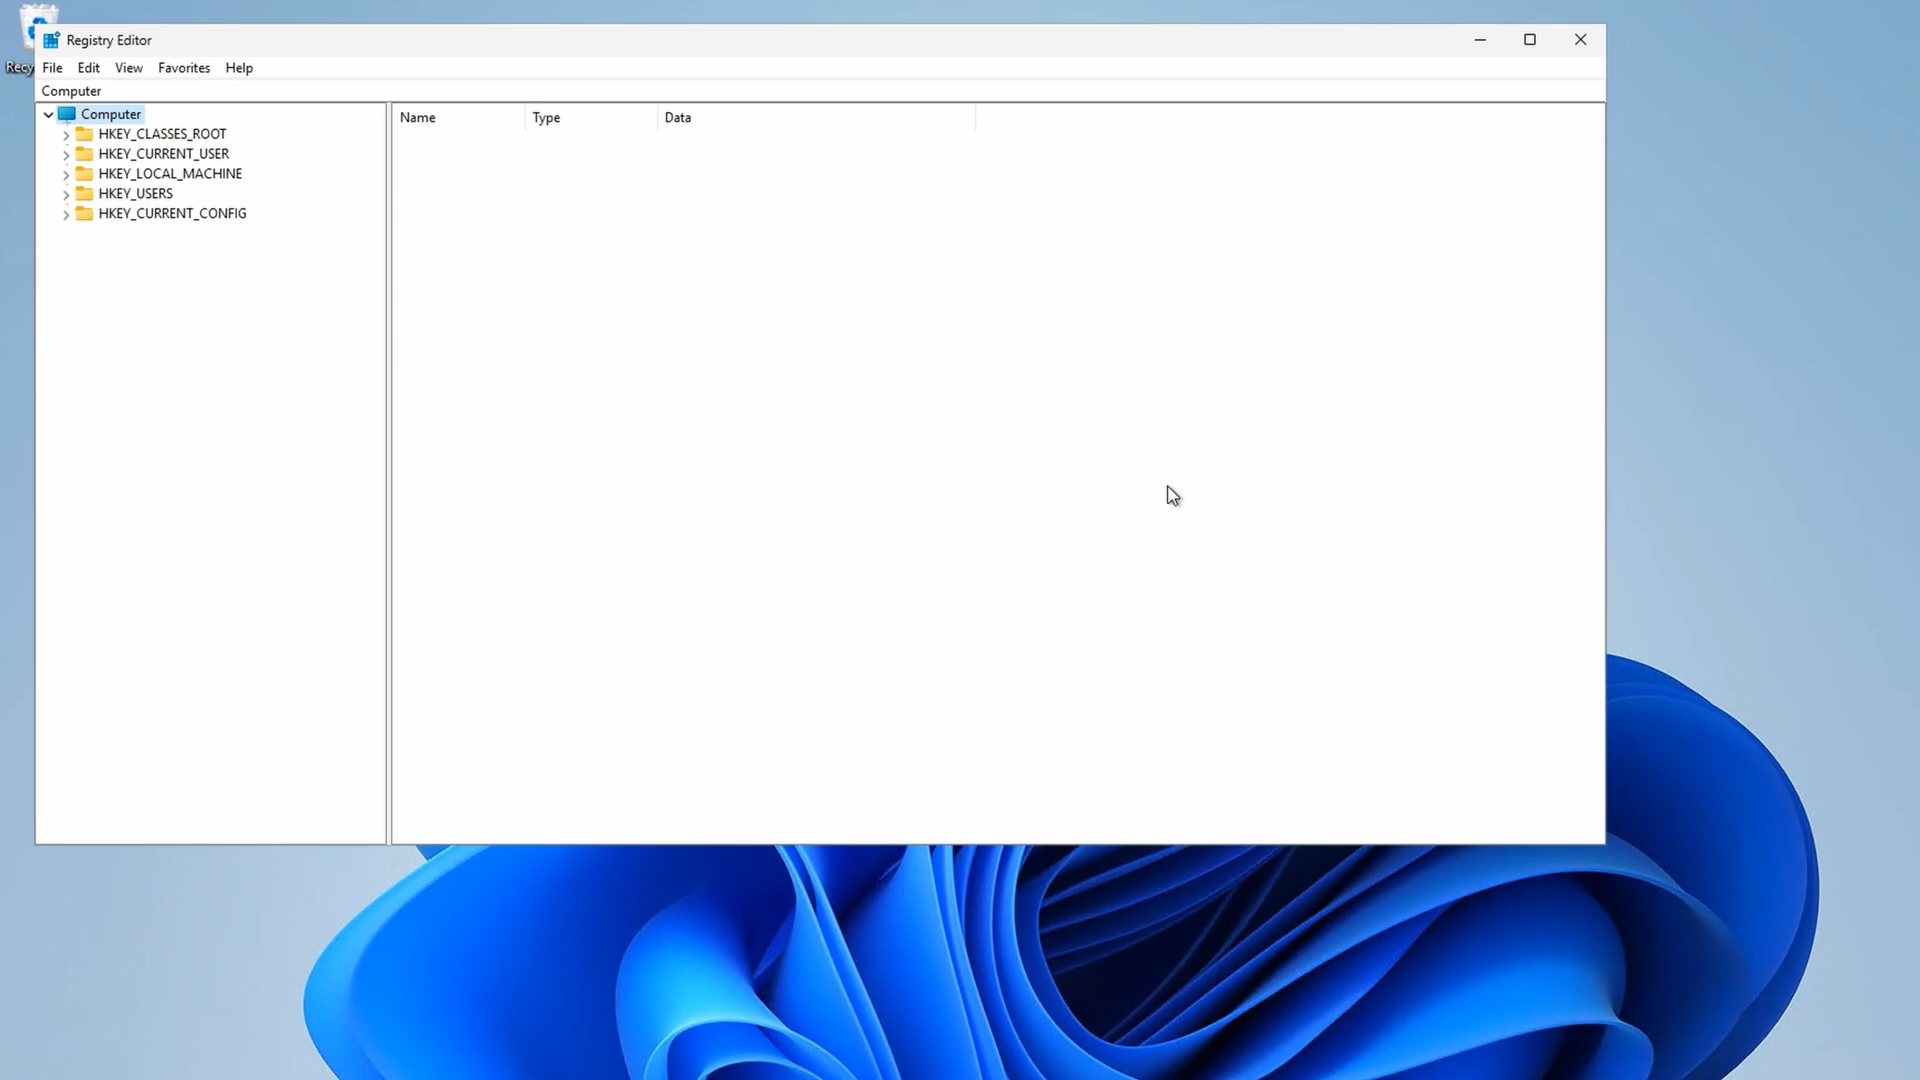 Registry Editor
File Edit View Favorites Help
Computer
Computer
HKEY_CLASSES_ROOT
HKEY_CURRENT_USER
HKEY_LOCAL_MACHINE
HKEY_USERS
HKEY_CURRENT_CONFIG
Name Type Data
Recy